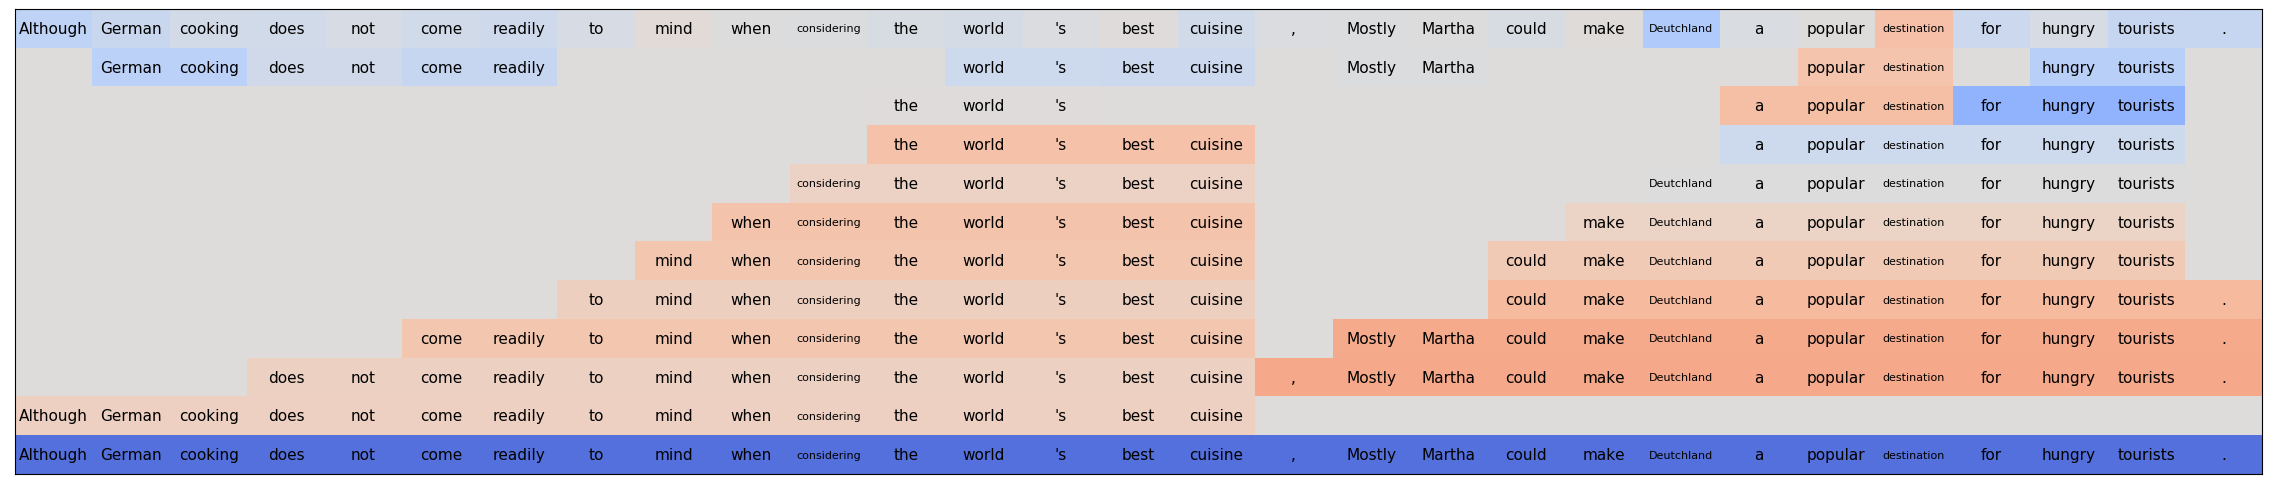 Although German cooking does not come readily to mind when considering the world 's best cuisine , Mostly Martha could make Deutchland a popular destination for hungry tourists .
German cooking does not come readily world 's best cuisine Mostly Martha popular destination hungry tourists
the world 's a popular destination for hungry tourists
the world 's best cuisine a popular destination for hungry tourists
considering the world 's best cuisine Deutchland a popular destination for hungry tourists
when considering the world 's best cuisine make Deutchland a popular destination for hungry tourists
mind when considering the world 's best cuisine could make Deutchland a popular destination for hungry tourists
to mind when considering the world 's best cuisine could make Deutchland a popular destination for hungry tourists .
come readily to mind when considering the world 's best cuisine Mostly Martha could make Deutchland a popular destination for hungry tourists .
does not come readily to mind when considering the world 's best cuisine , Mostly Martha could make Deutchland a popular destination for hungry tourists .
Although German cooking does not come readily to mind when considering the world 's best cuisine
Although German cooking does not come readily to mind when considering the world 's best cuisine , Mostly Martha could make Deutchland a popular destination for hungry tourists .